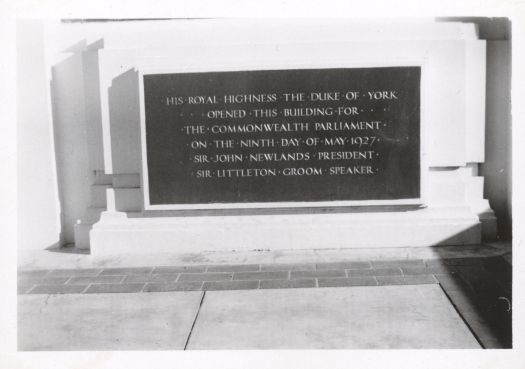 HIS · ROYAL · HIGHNESS · THE · DUKE · OF · YORK
· · OPENED · THIS · BUILDING · FOR · · ·
· THE · COMMONWEALTH · PARLIAMENT ·
· ON · THE · NINTH · DAY · OF · MAY · 1927 ·
· SIR · JOHN · NEWLANDS · PRESIDENT ·
· SIR · LITTLETON · GROOM · SPEAKER ·